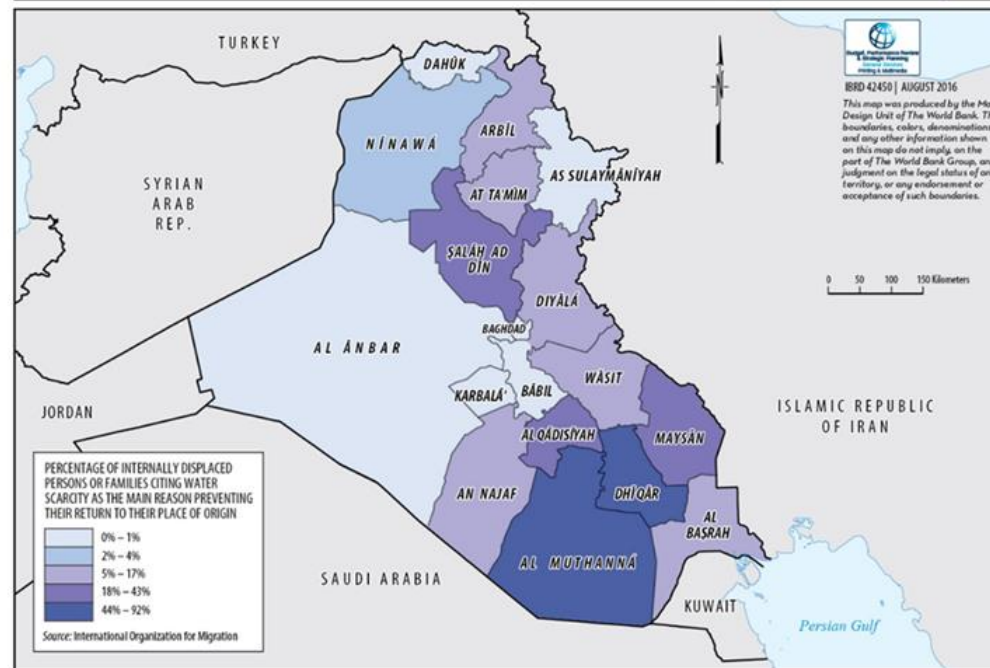 TURKEY
DAHŪK
NĪNAWÁ
ARBĪL
AS SULAYMĀNĪYAH
AT TA'MĪM
SYRIAN
ARAB
REP.
ṢALĀḤ AD
DĪN
DIYĀLÁ
BAGHDAD
AL ĀNBAR
KARBALĀ'
BĀBIL
WĀSIT
JORDAN
AL QĀDISĪYAH
MAYSĀN
ISLAMIC REPUBLIC
OF IRAN
AN NAJAF
DHĪ QĀR
AL
BAṢRAH
AL MUTHANNÁ
SAUDI ARABIA
KUWAIT
Persian Gulf
IBRD 42450 | AUGUST 2016
This map was produced by the
Design Unit of The World Bank.
boundaries, colors, denominations
and any other information shown
on this map do not imply, on the
part of The World Bank Group,
judgment on the legal status of
territory, or any endorsement or
acceptance of such boundaries.
0 50 100 150 Kilometers
PERCENTAGE OF INTERNALLY DISPLACED
PERSONS OR FAMILIES CITING WATER
SCARCITY AS THE MAIN REASON PREVENTING
THEIR RETURN TO THEIR PLACE OF ORIGIN
0% – 1%
2% – 4%
5% – 17%
18% – 43%
44% – 92%
Source: International Organization for Migration